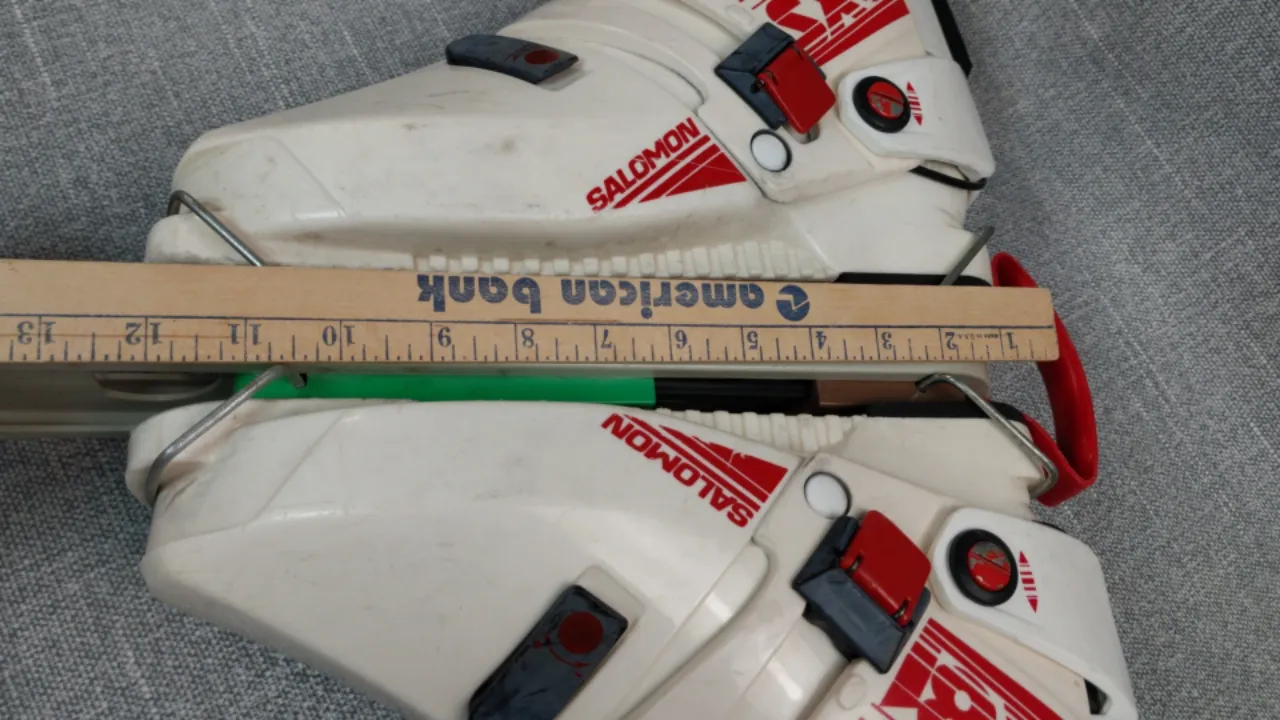 SALOMON
american bank
13 12 11 10 9 8 7 6 5 4 3 2 1
SALOMON